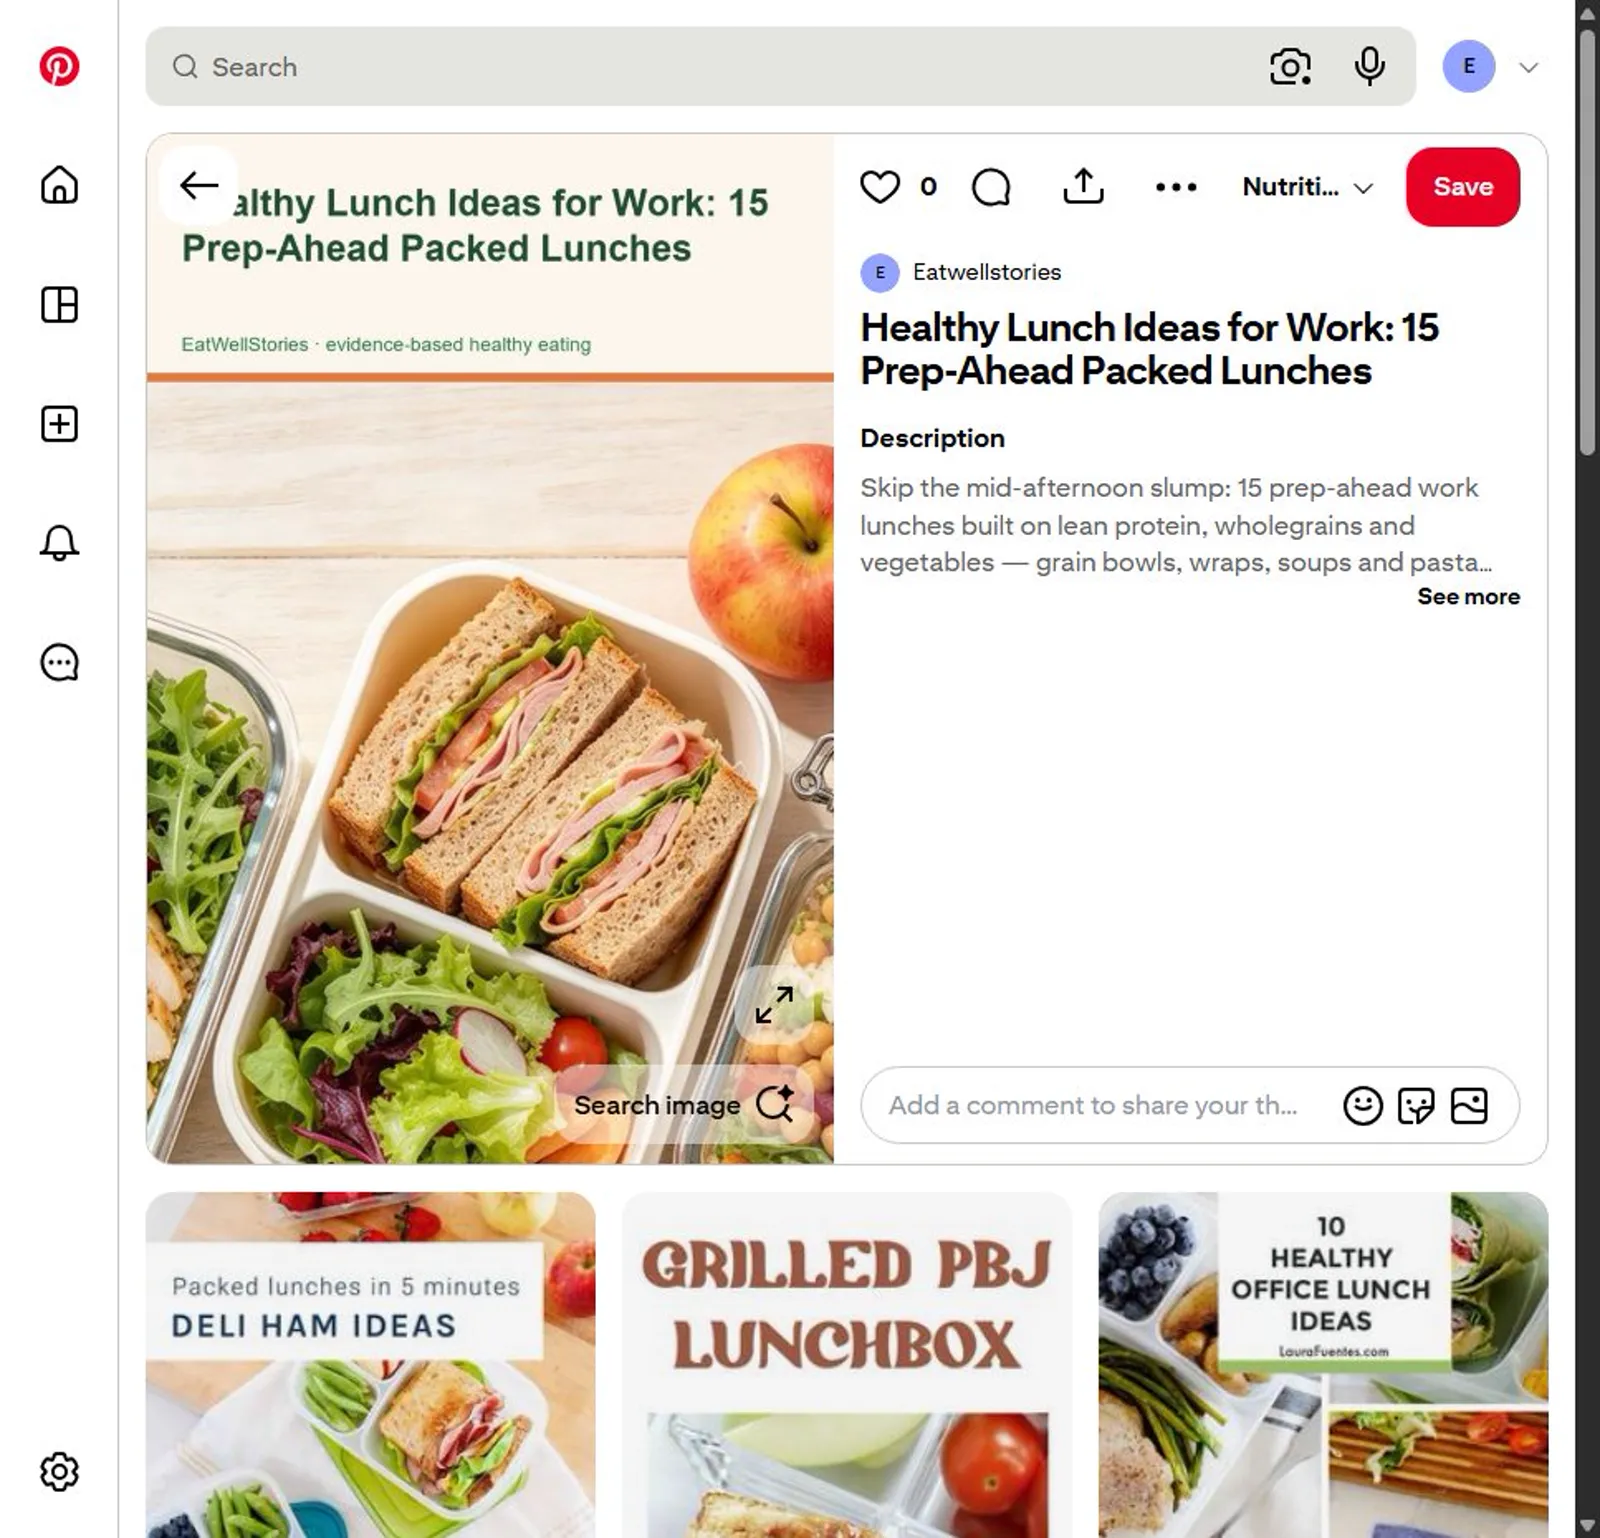 Search
E
althy Lunch Ideas for Work: 15
Prep-Ahead Packed Lunches
EatWellStories · evidence-based healthy eating
Search image
0
Nutriti...
Save
E Eatwellstories
Healthy Lunch Ideas for Work: 15
Prep-Ahead Packed Lunches
Description
Skip the mid-afternoon slump: 15 prep-ahead work
lunches built on lean protein, wholegrains and
vegetables — grain bowls, wraps, soups and pasta...
See more
Add a comment to share your th...
Packed lunches in 5 minutes
DELI HAM IDEAS
GRILLED PBJ
LUNCHBOX
10
HEALTHY
OFFICE LUNCH
IDEAS
LauraFuentes.com